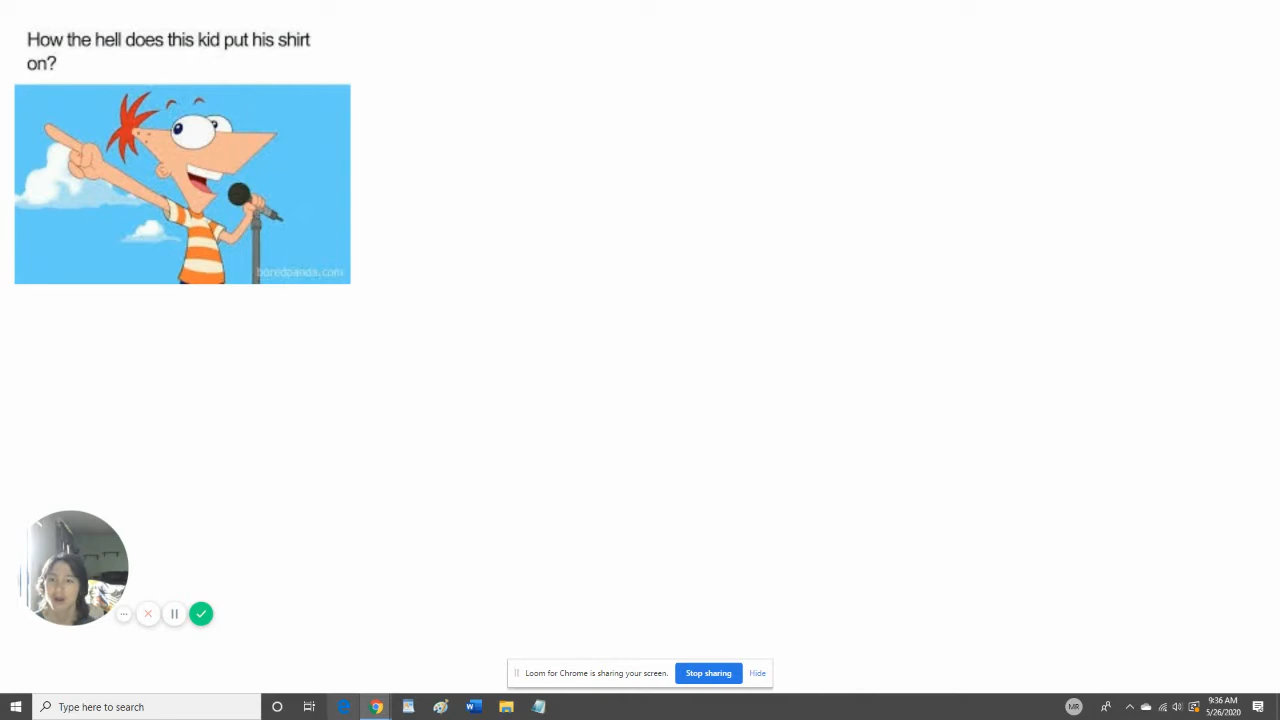 How the hell does this kid put his shirt
on?
boredpanda.com
Loom for Chrome is sharing your screen.
Stop sharing
Hide
Type here to search
MR
9:36 AM
5/26/2020